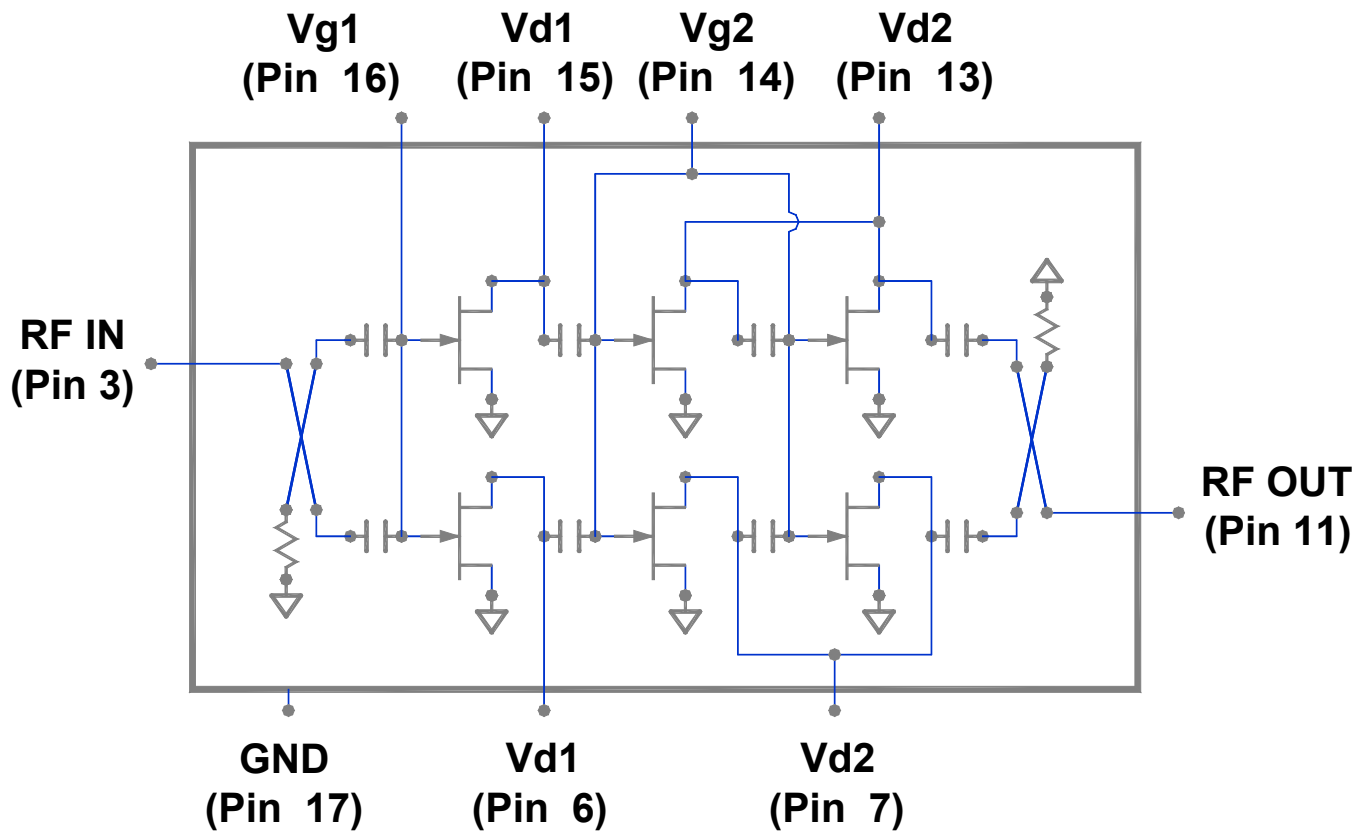 Vg1
(Pin 16)
Vd1
(Pin 15)
Vg2
(Pin 14)
Vd2
(Pin 13)
RF IN
(Pin 3)
RF OUT
(Pin 11)
GND
(Pin 17)
Vd1
(Pin 6)
Vd2
(Pin 7)